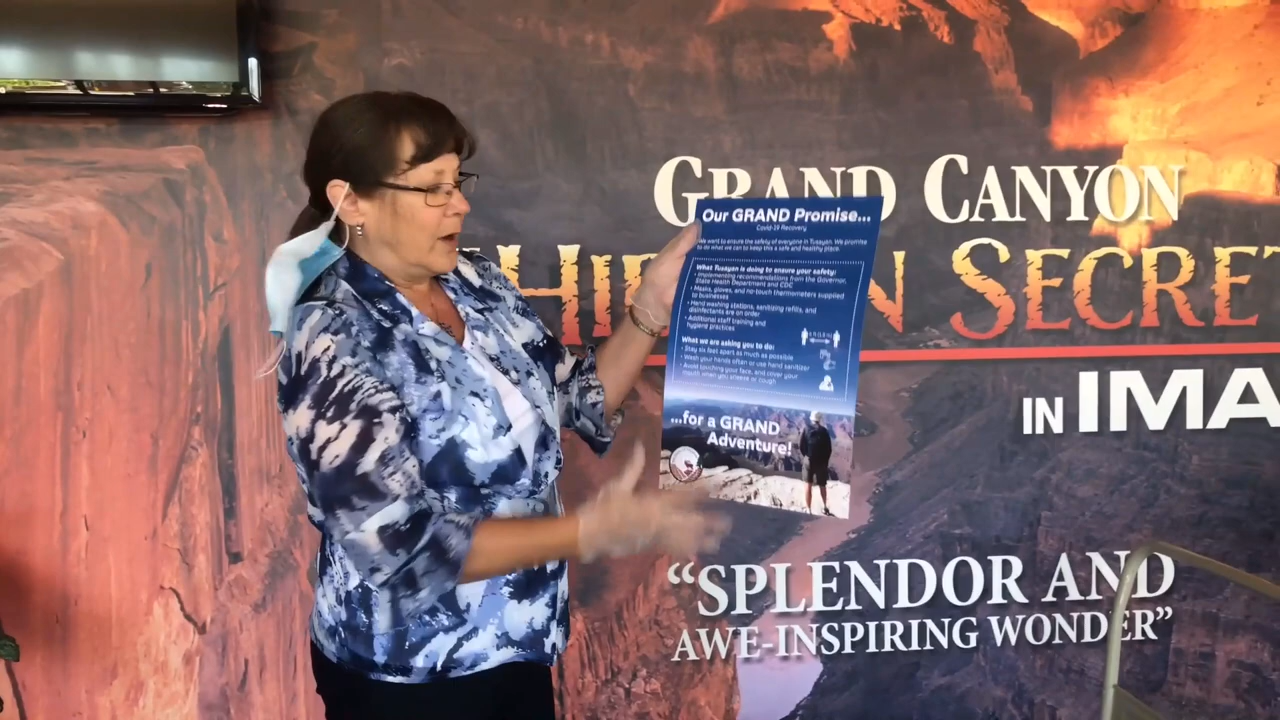 GRAND CANYON
HI N SECRET
IN IMA
"SPLENDOR AND
AWE-INSPIRING WONDER"
Our GRAND Promise...
Covid-19 Recovery
We want to ensure the safety of everyone in Tusayan. We promise
to do what we can to keep this a safe and healthy place.
What Tusayan is doing to ensure your safety:
• Implementing recommendations from the Governor,
State Health Department and CDC
• Masks, gloves, and no-touch thermometers supplied
to businesses
• Hand washing stations, sanitizing refills, and
disinfectants are on order
• Additional staff training and
hygiene practices
What we are asking you to do:
• Stay six feet apart as much as possible
• Wash your hands often or use hand sanitizer
• Avoid touching your face, and cover your
mouth when you sneeze or cough
...for a GRAND
Adventure!